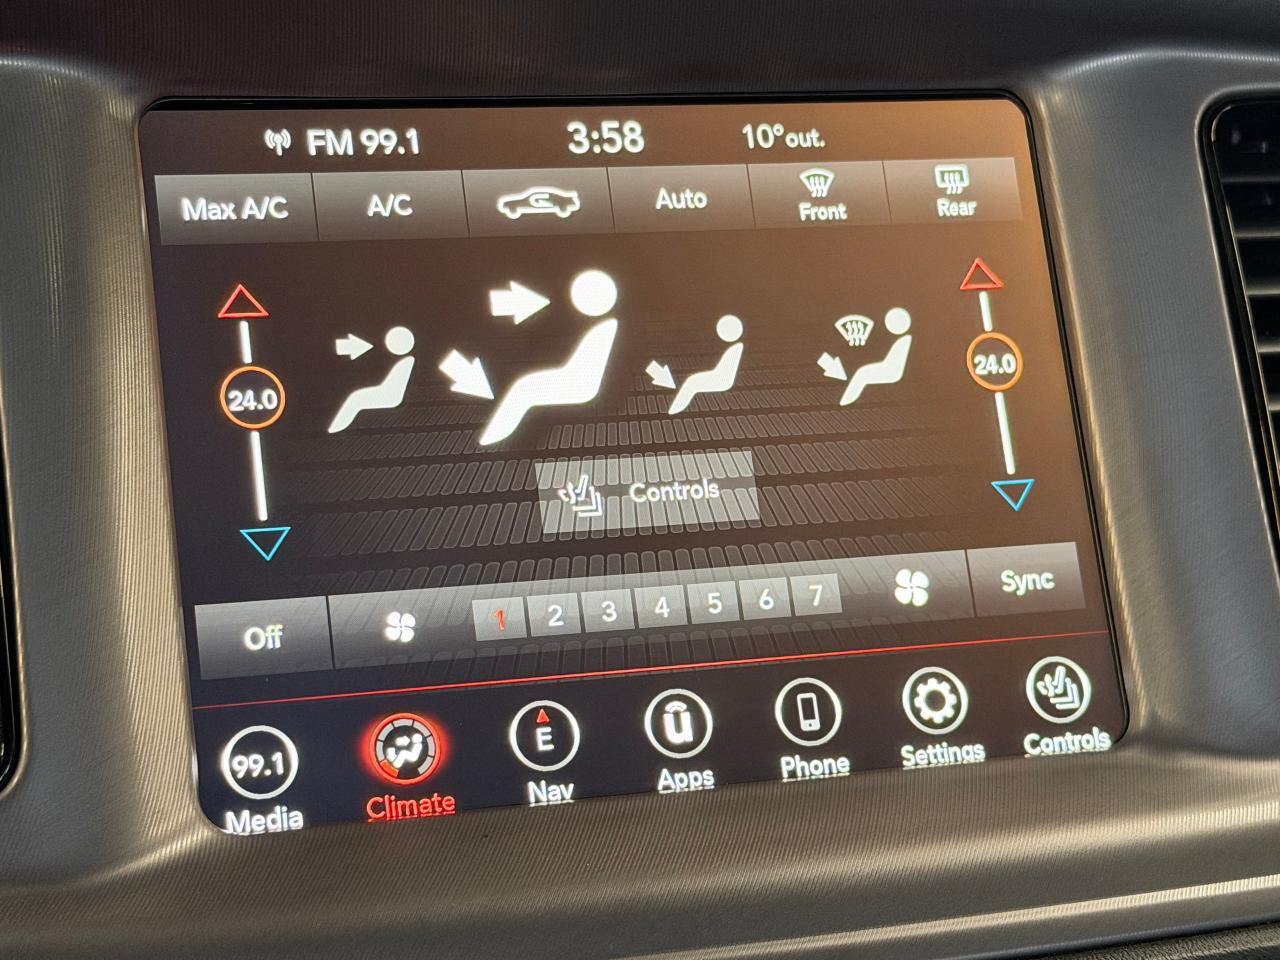 FM 99.1 3:58 10° out.
Max A/C A/C Auto Front Rear
24.0 24.0
Controls
Off 1 2 3 4 5 6 7 Sync
99.1 E
Media Climate Nav Apps Phone Settings Controls